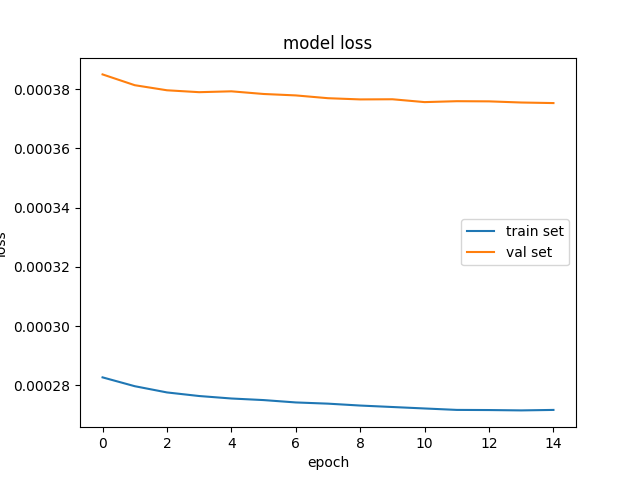 model loss
0.00038
0.00036
0.00034
0.00032
0.00030
0.00028
loss
train set
val set
0 2 4 6 8 10 12 14
epoch